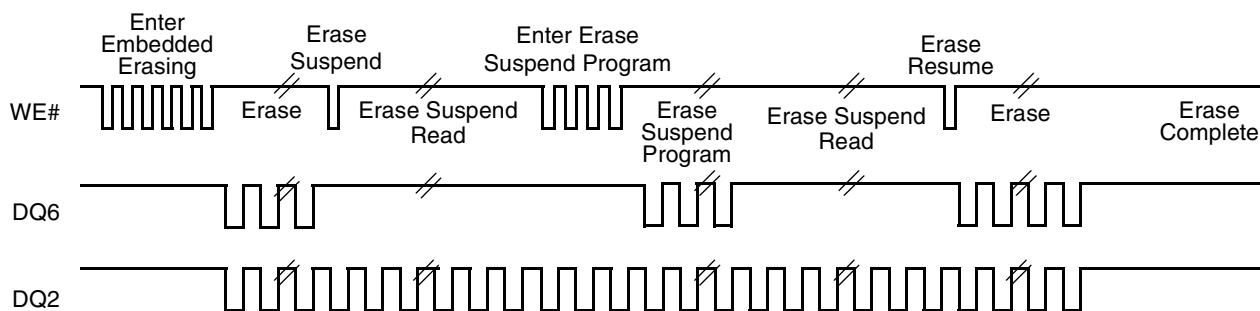 Enter
Embedded
Erasing
Erase
Suspend
Enter Erase
Suspend Program
Erase
Resume
WE#
Erase
Erase Suspend
Read
Erase
Suspend
Program
Erase Suspend
Read
Erase
Erase
Complete
DQ6
DQ2